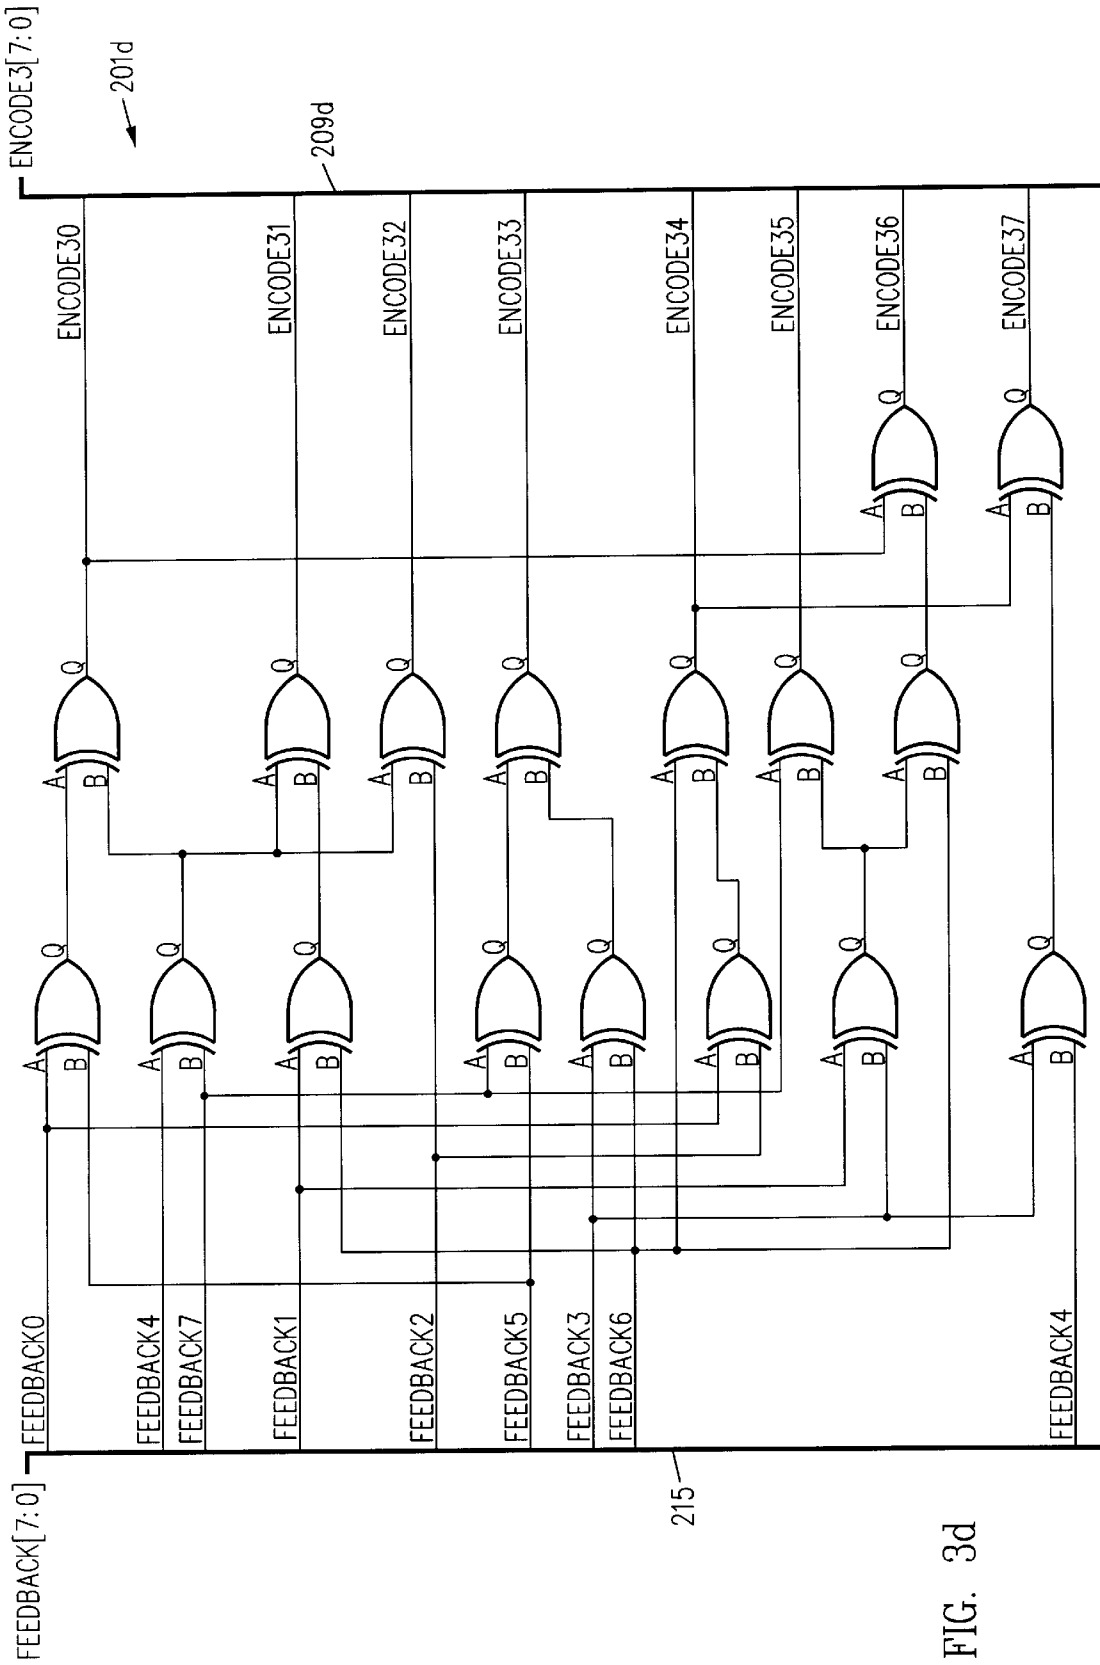 FEEDBACK[7:0]
ENCODE3[7:0]
201d
209d
215
FEEDBACK0
FEEDBACK4
FEEDBACK7
FEEDBACK1
FEEDBACK2
FEEDBACK5
FEEDBACK3
FEEDBACK6
FEEDBACK4
A
B
Q
A
B
Q
A
B
Q
A
B
Q
A
B
Q
A
B
Q
A
B
Q
A
B
Q
A
B
Q
A
B
Q
A
B
Q
A
B
Q
A
B
Q
A
B
Q
A
B
Q
A
B
Q
A
B
Q
ENCODE30
ENCODE31
ENCODE32
ENCODE33
ENCODE34
ENCODE35
ENCODE36
ENCODE37
FIG. 3d